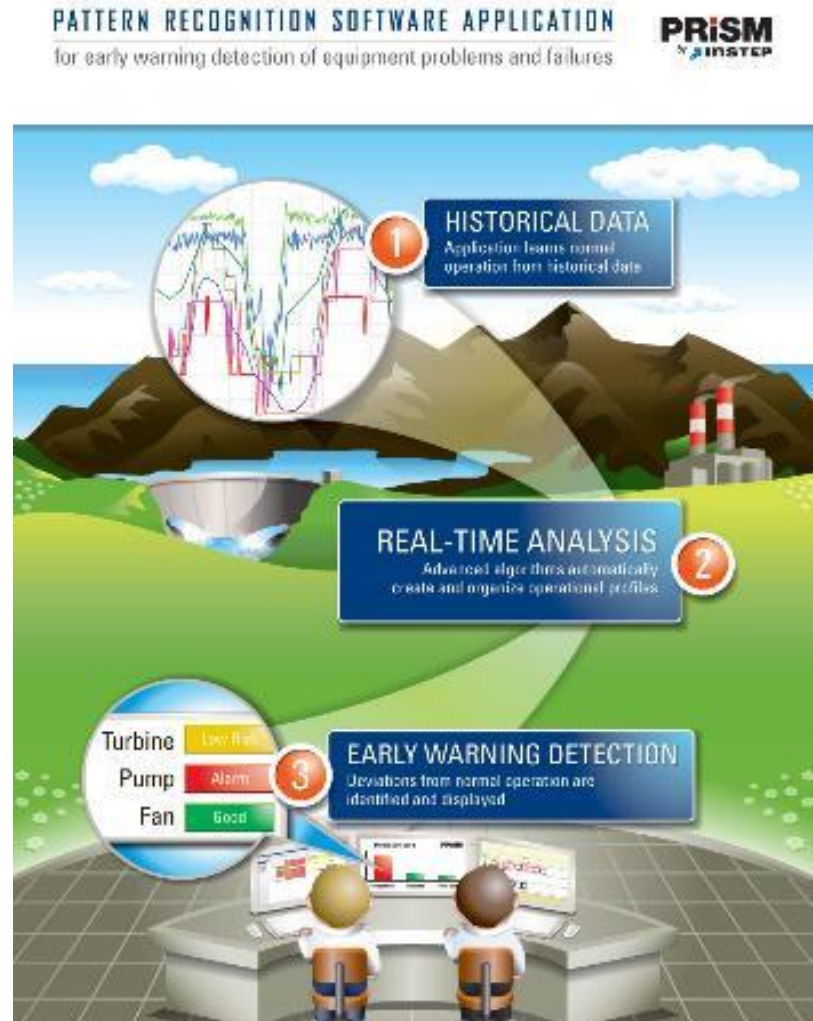 PATTERN RECOGNITION SOFTWARE APPLICATION
for early warning detection of equipment problems and failures
PRiSM
by INSTEP
1
HISTORICAL DATA
Application learns normal
operation from historical data
REAL-TIME ANALYSIS
Advanced algorithms automatically
create and organize operational profiles
2
Turbine Low Risk
Pump Alarm
Fan Good
3
EARLY WARNING DETECTION
Deviations from normal operation are
identified and displayed
PRiSM